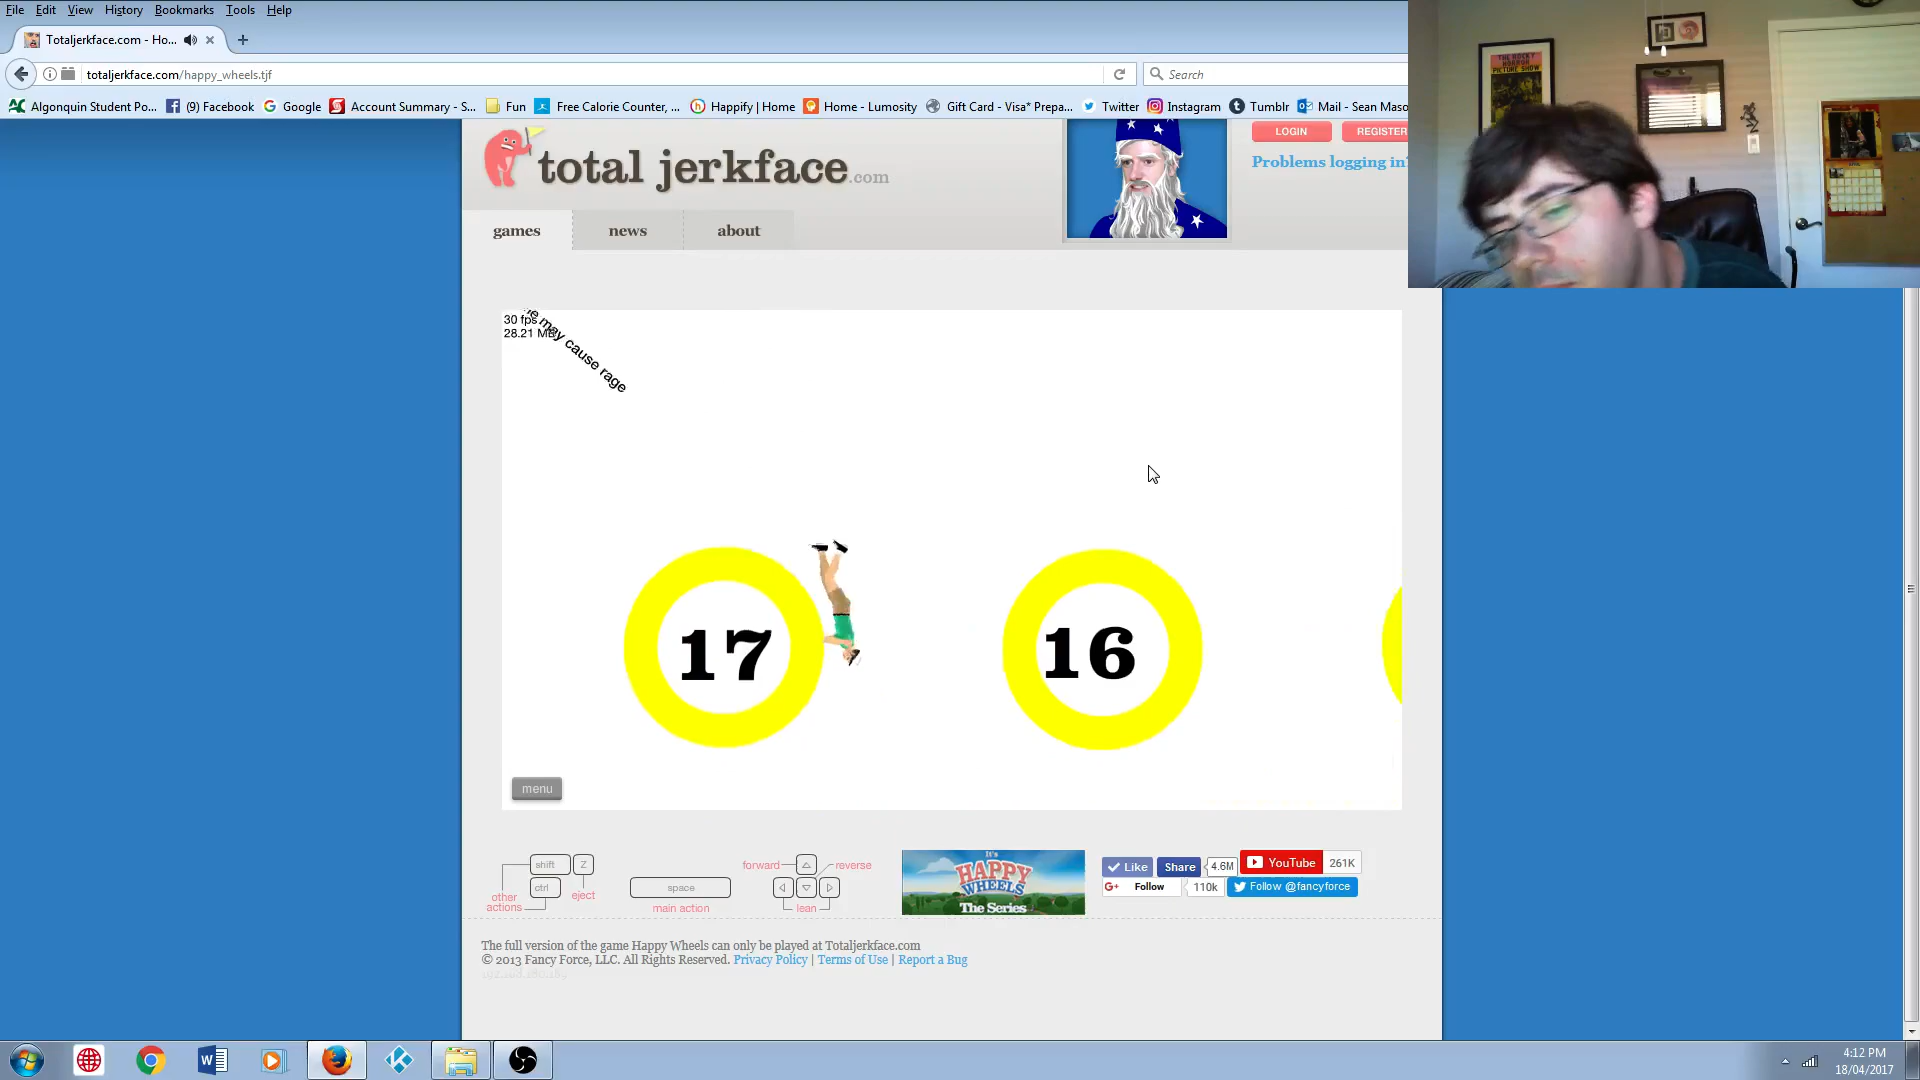 File Edit View History Bookmarks Tools Help
Totaljerkface.com - Ho...
totaljerkface.com/happy_wheels.tjf
Search
Algonquin Student Po... (9) Facebook Google Account Summary - S... Fun Free Calorie Counter, ... Happify | Home Home - Lumosity Gift Card - Visa* Prepa... Twitter Instagram Tumblr Mail - Sean Maso
THE ROCKY HORROR PICTURE SHOW
total jerkface.com
LOGIN REGISTER
Problems logging in?
games news about
30 fps
28.21 MB
may cause rage
17 16
menu
shift Z
ctrl
other actions
eject
space
main action
forward
reverse
lean
It's HAPPY WHEELS The Series
Like Share 4.6M YouTube 261K
G+ Follow 110k Follow @fancyforce
The full version of the game Happy Wheels can only be played at Totaljerkface.com
© 2013 Fancy Force, LLC. All Rights Reserved. Privacy Policy | Terms of Use | Report a Bug
4:12 PM
18/04/2017